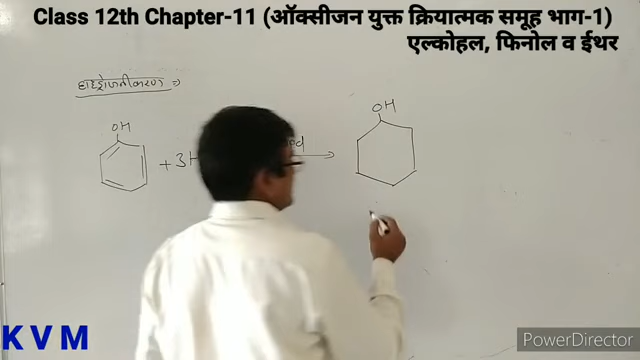 Class 12th Chapter-11 (ऑक्सीजन युक्त क्रियात्मक समूह भाग-1)
एल्कोहल, फिनोल व ईथर
हाइड्रोजनीकरण ⇒
OH
OH
+ 3H
K V M
PowerDirector